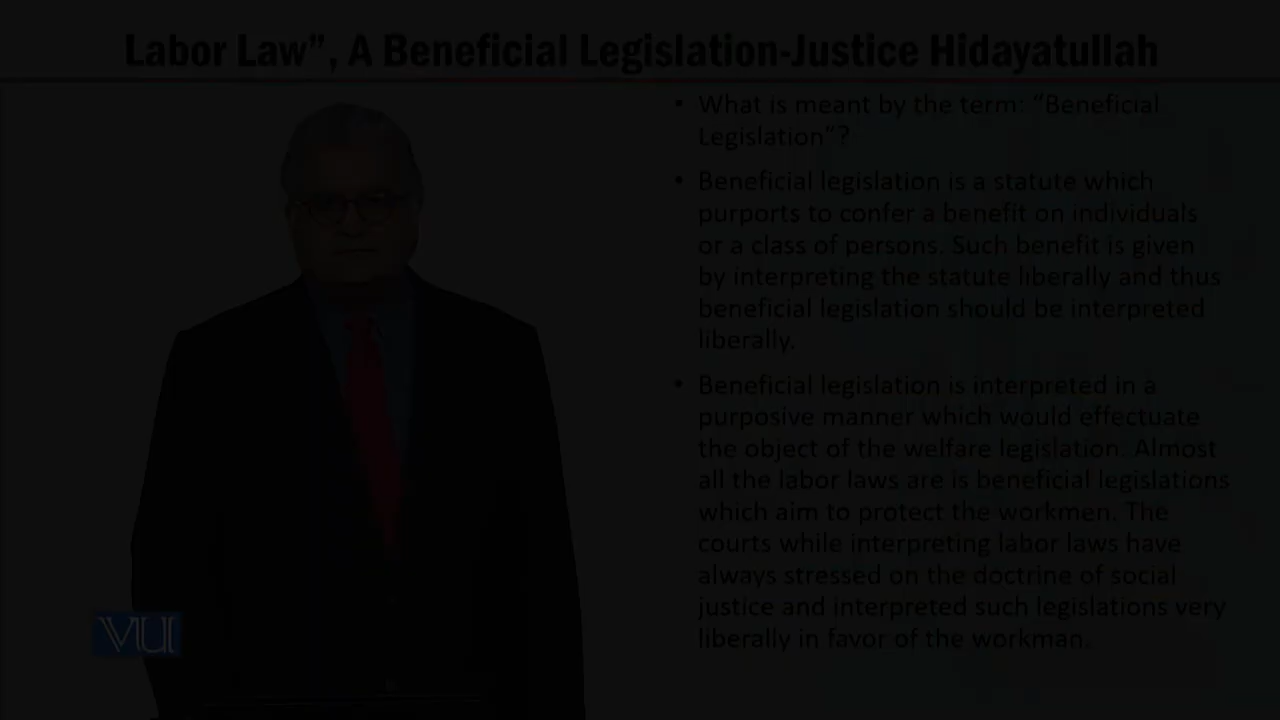 Labor Law”, A Beneficial Legislation-Justice Hidayatullah
• What is meant by the term: “Beneficial
Legislation”?
• Beneficial legislation is a statute which
purports to confer a benefit on individuals
or a class of persons. Such benefit is given
by interpreting the statute liberally and thus
beneficial legislation should be interpreted
liberally.
• Beneficial legislation is interpreted in a
purposive manner which would effectuate
the object of the welfare legislation. Almost
all the labor laws are is beneficial legislations
which aim to protect the workmen. The
courts while interpreting labor laws have
always stressed on the doctrine of social
justice and interpreted such legislations very
liberally in favor of the workman.
VU